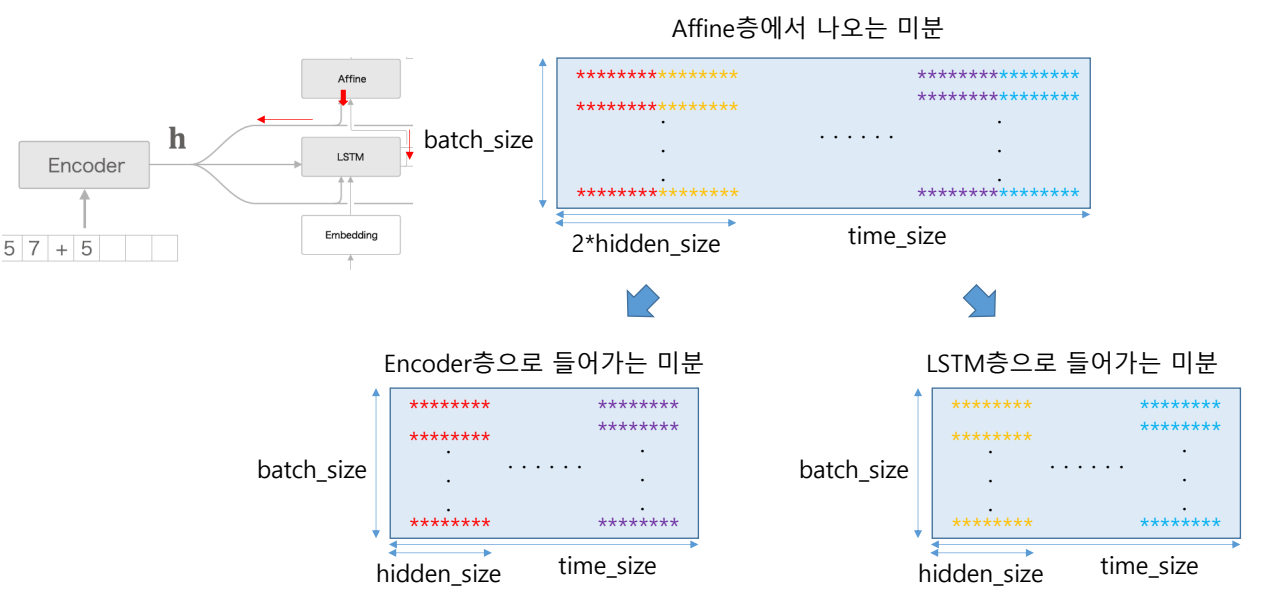 Affine층에서 나오는 미분
Affine
h
LSTM
Encoder
Embedding
5 7 + 5
batch_size
****************
****************
****************
****************
****************
****************
. . . . . .
2*hidden_size
time_size
Encoder층으로 들어가는 미분
batch_size
********
********
********
********
********
********
. . . . . .
hidden_size
time_size
LSTM층으로 들어가는 미분
batch_size
********
********
********
********
********
********
. . . . . .
hidden_size
time_size